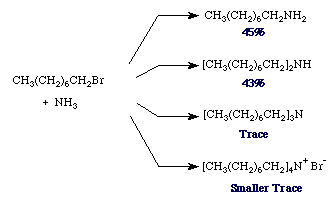 CH₃(CH₂)₆CH₂NH₂
45%
[CH₃(CH₂)₆CH₂]₂NH
43%
CH₃(CH₂)₆CH₂Br
+ NH₃
[CH₃(CH₂)₆CH₂]₃N
Trace
[CH₃(CH₂)₆CH₂]₄N⁺ Br⁻
Smaller Trace